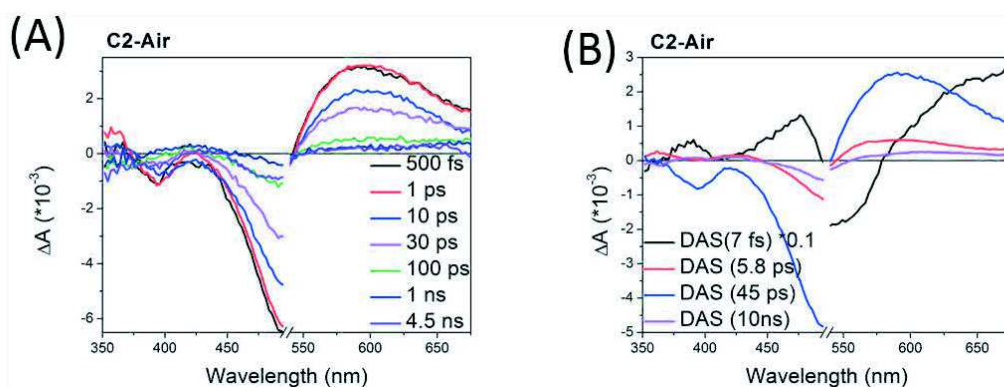 (A)
C2-Air
ΔA (*10⁻³)
2
0
-2
-4
-6
500 fs
1 ps
10 ps
30 ps
100 ps
1 ns
4.5 ns
350 400 450 550 600 650
Wavelength (nm)
(B)
C2-Air
ΔA (*10⁻³)
3
2
1
0
-1
-2
-3
-4
-5
DAS(7 fs) *0.1
DAS (5.8 ps)
DAS (45 ps)
DAS (10ns)
350 400 450 550 600 650
Wavelength (nm)